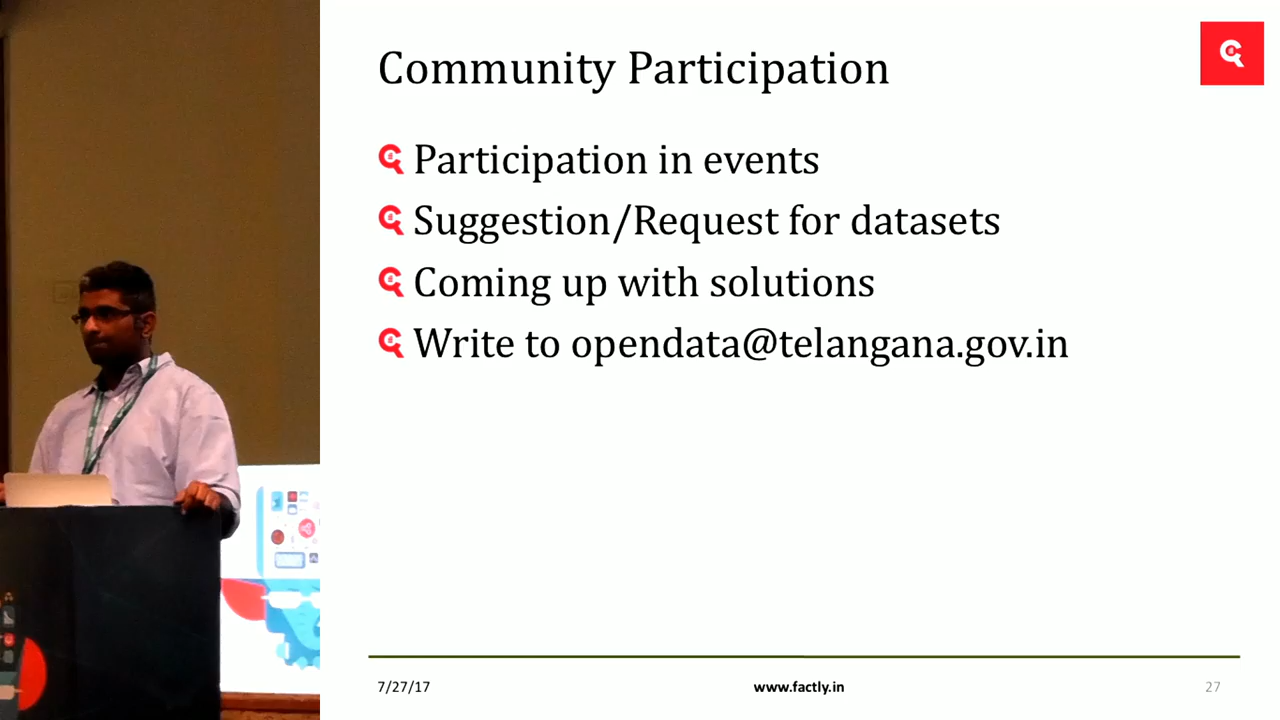 Community Participation
Participation in events
Suggestion/Request for datasets
Coming up with solutions
Write to opendata@telangana.gov.in
7/27/17
www.factly.in
27